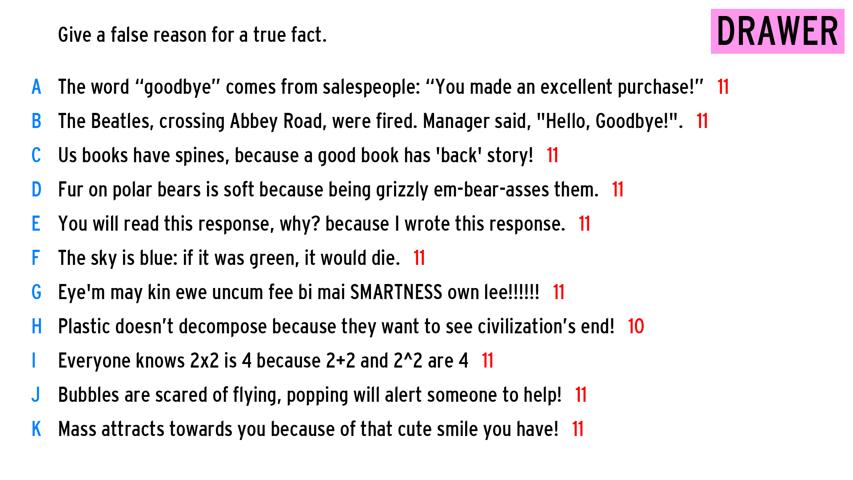 Give a false reason for a true fact.
DRAWER
A The word “goodbye” comes from salespeople: “You made an excellent purchase!” 11
B The Beatles, crossing Abbey Road, were fired. Manager said, "Hello, Goodbye!". 11
C Us books have spines, because a good book has 'back' story! 11
D Fur on polar bears is soft because being grizzly em-bear-asses them. 11
E You will read this response, why? because I wrote this response. 11
F The sky is blue: if it was green, it would die. 11
G Eye'm may kin ewe uncum fee bi mai SMARTNESS own lee!!!!!! 11
H Plastic doesn’t decompose because they want to see civilization’s end! 10
I Everyone knows 2x2 is 4 because 2+2 and 2^2 are 4 11
J Bubbles are scared of flying, popping will alert someone to help! 11
K Mass attracts towards you because of that cute smile you have! 11